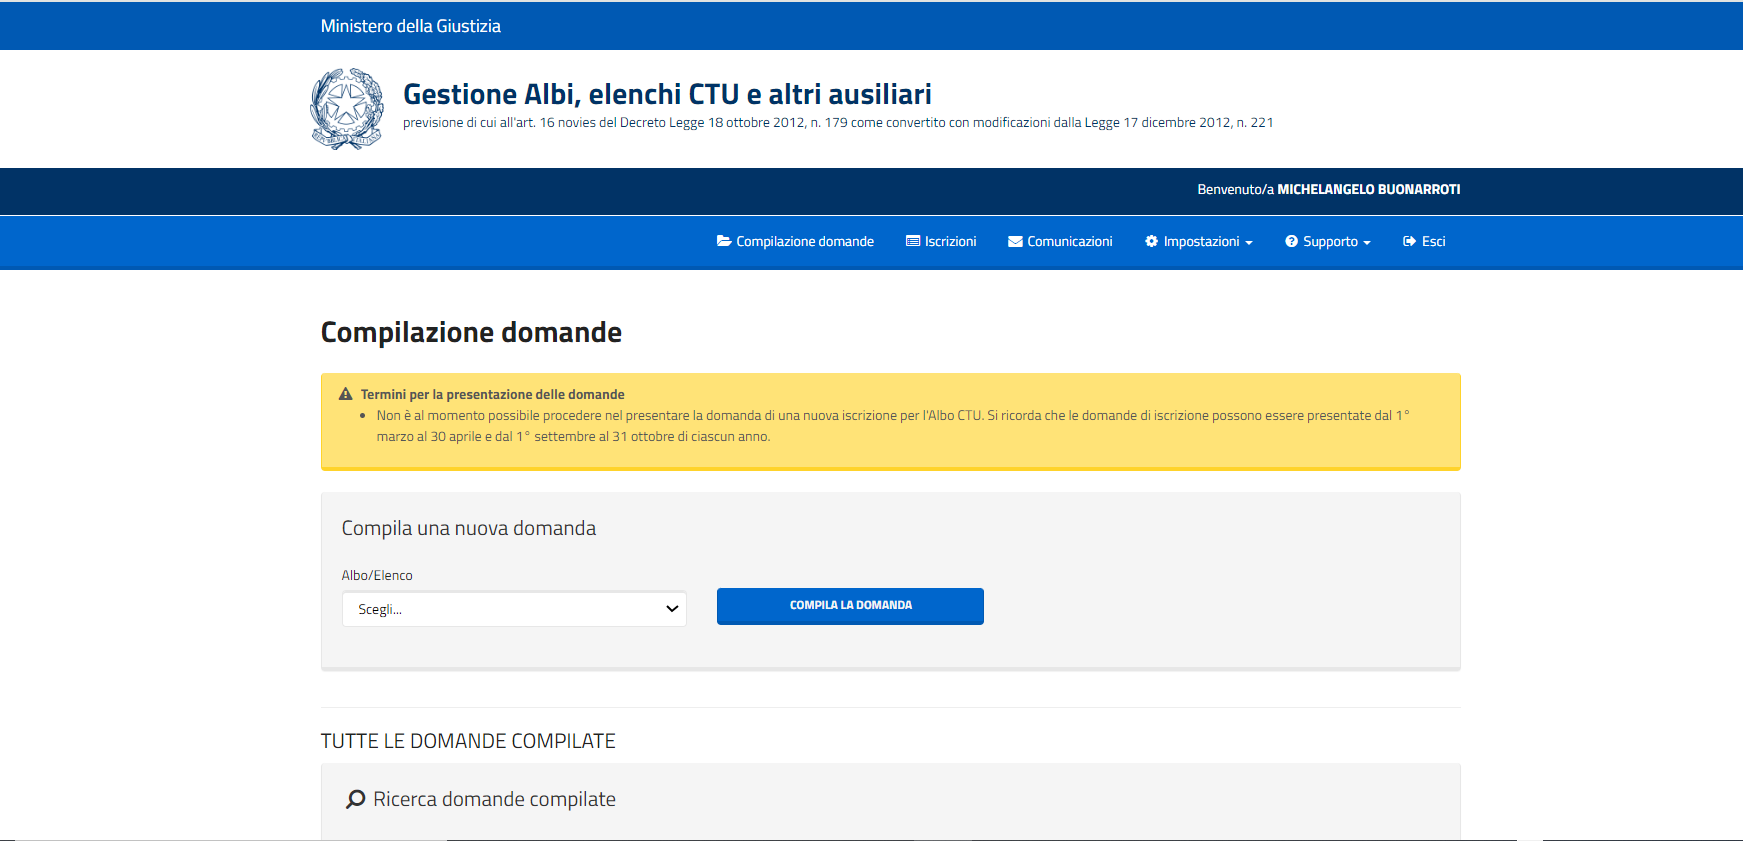 Ministero della Giustizia
Gestione Albi, elenchi CTU e altri ausiliari
previsione di cui all'art. 16 novies del Decreto Legge 18 ottobre 2012, n. 179 come convertito con modificazioni dalla Legge 17 dicembre 2012, n. 221
Benvenuto/a MICHELANGELO BUONARROTI
Compilazione domande Iscrizioni Comunicazioni Impostazioni Supporto Esci
Compilazione domande
Termini per la presentazione delle domande
Non è al momento possibile procedere nel presentare la domanda di una nuova iscrizione per l'Albo CTU. Si ricorda che le domande di iscrizione possono essere presentate dal 1°
marzo al 30 aprile e dal 1° settembre al 31 ottobre di ciascun anno.
Compila una nuova domanda
Albo/Elenco
Scegli... COMPILA LA DOMANDA
TUTTE LE DOMANDE COMPILATE
Ricerca domande compilate